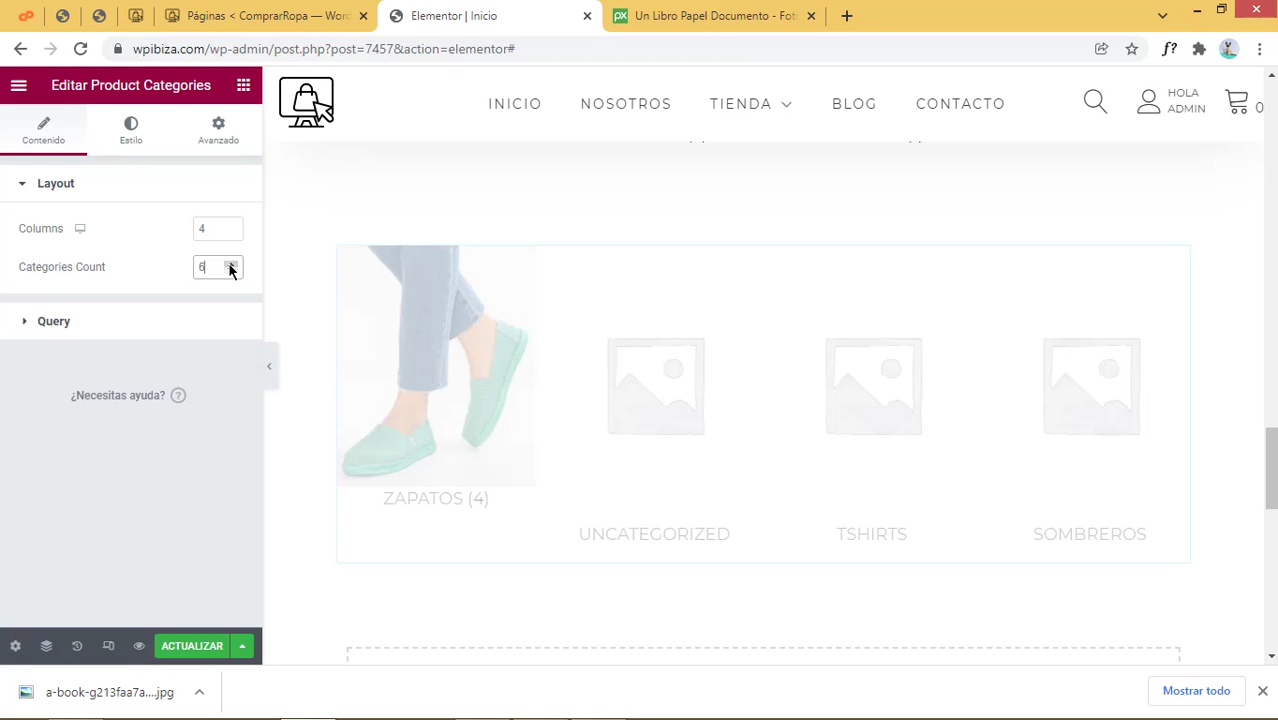 Páginas < ComprarRopa — Word
Elementor | Inicio
Un Libro Papel Documento - Foto
wpibiza.com/wp-admin/post.php?post=7457&action=elementor#
f?
Editar Product Categories
Contenido
Estilo
Avanzado
Layout
Columns
4
Categories Count
6
Query
¿Necesitas ayuda? ?
ACTUALIZAR
INICIO
NOSOTROS
TIENDA
BLOG
CONTACTO
HOLA
ADMIN
0
ZAPATOS (4)
UNCATEGORIZED
TSHIRTS
SOMBREROS
a-book-g213faa7a....jpg
Mostrar todo